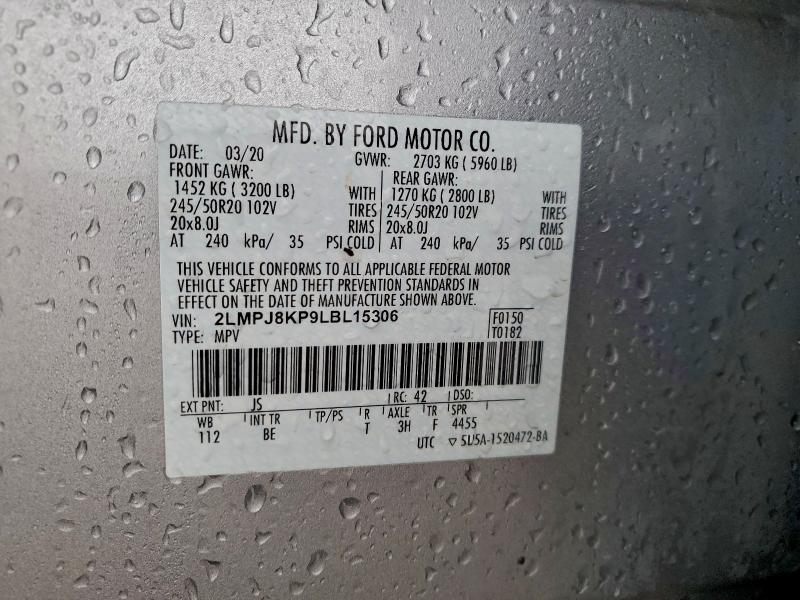 MFD. BY FORD MOTOR CO.
DATE: 03/20 GVWR: 2703 KG ( 5960 LB)
FRONT GAWR: REAR GAWR:
1452 KG ( 3200 LB) WITH 1270 KG ( 2800 LB) WITH
245/50R20 102V TIRES 245/50R20 102V TIRES
20x8.0J RIMS 20x8.0J RIMS
AT 240 kPa/ 35 PSI COLD AT 240 kPa/ 35 PSI COLD
THIS VEHICLE CONFORMS TO ALL APPLICABLE FEDERAL MOTOR
VEHICLE SAFETY AND THEFT PREVENTION STANDARDS IN
EFFECT ON THE DATE OF MANUFACTURE SHOWN ABOVE.
VIN: 2LMPJ8KP9LBL15306 F0150
TYPE: MPV T0182
EXT PNT: JS RC: 42 DSO:
WB INT TR TP/PS R AXLE TR SPR
112 BE T 3H F 4455
UTC ▽ 5U5A-1520472-BA